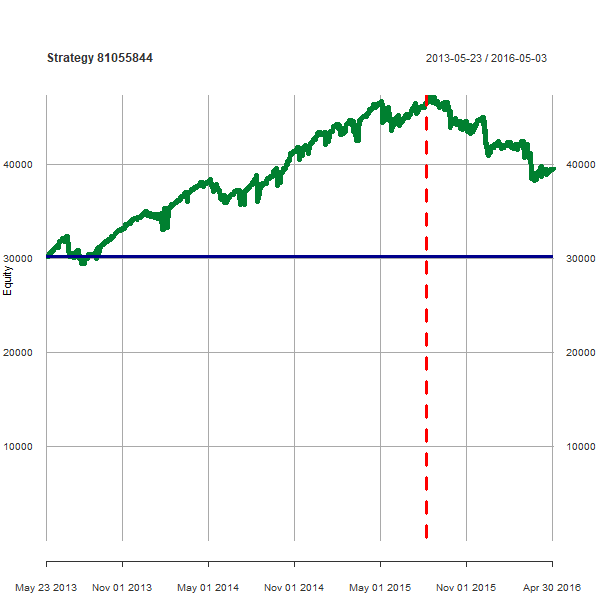 Strategy 81055844
2013-05-23 / 2016-05-03
40000
40000
30000
30000
Equity
20000
20000
10000
10000
May 23 2013
Nov 01 2013
May 01 2014
Nov 01 2014
May 01 2015
Nov 01 2015
Apr 30 2016